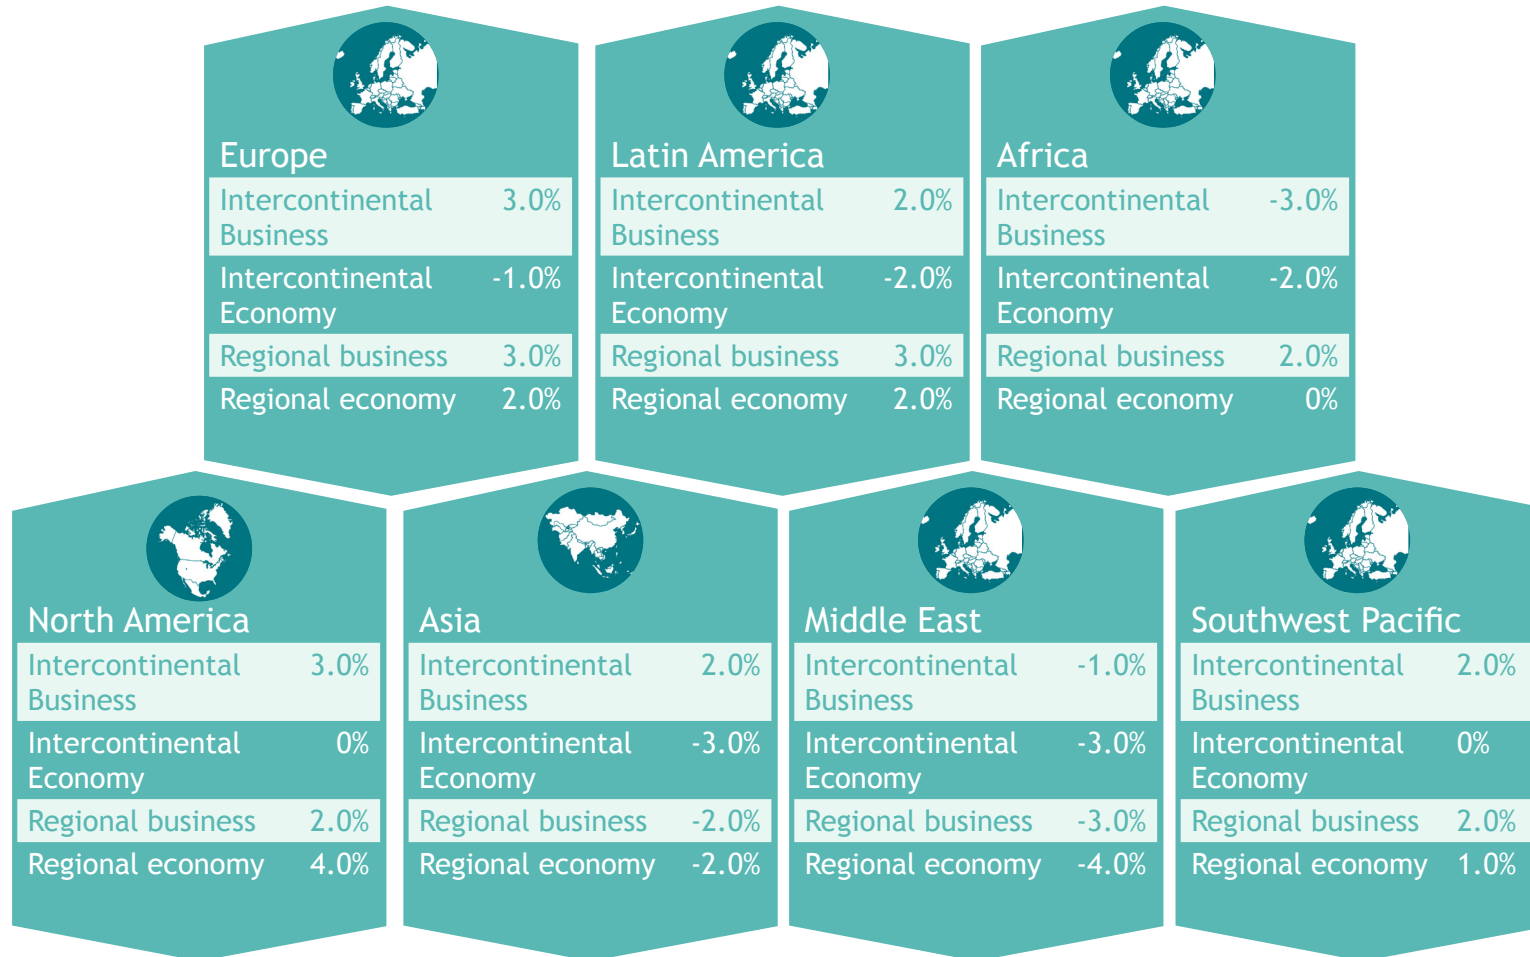 Europe
Intercontinental 3.0%
Business
Intercontinental -1.0%
Economy
Regional business 3.0%
Regional economy 2.0%
Latin America
Intercontinental 2.0%
Business
Intercontinental -2.0%
Economy
Regional business 3.0%
Regional economy 2.0%
Africa
Intercontinental -3.0%
Business
Intercontinental -2.0%
Economy
Regional business 2.0%
Regional economy 0%
North America
Intercontinental 3.0%
Business
Intercontinental 0%
Economy
Regional business 2.0%
Regional economy 4.0%
Asia
Intercontinental 2.0%
Business
Intercontinental -3.0%
Economy
Regional business -2.0%
Regional economy -2.0%
Middle East
Intercontinental -1.0%
Business
Intercontinental -3.0%
Economy
Regional business -3.0%
Regional economy -4.0%
Southwest Pacific
Intercontinental 2.0%
Business
Intercontinental 0%
Economy
Regional business 2.0%
Regional economy 1.0%